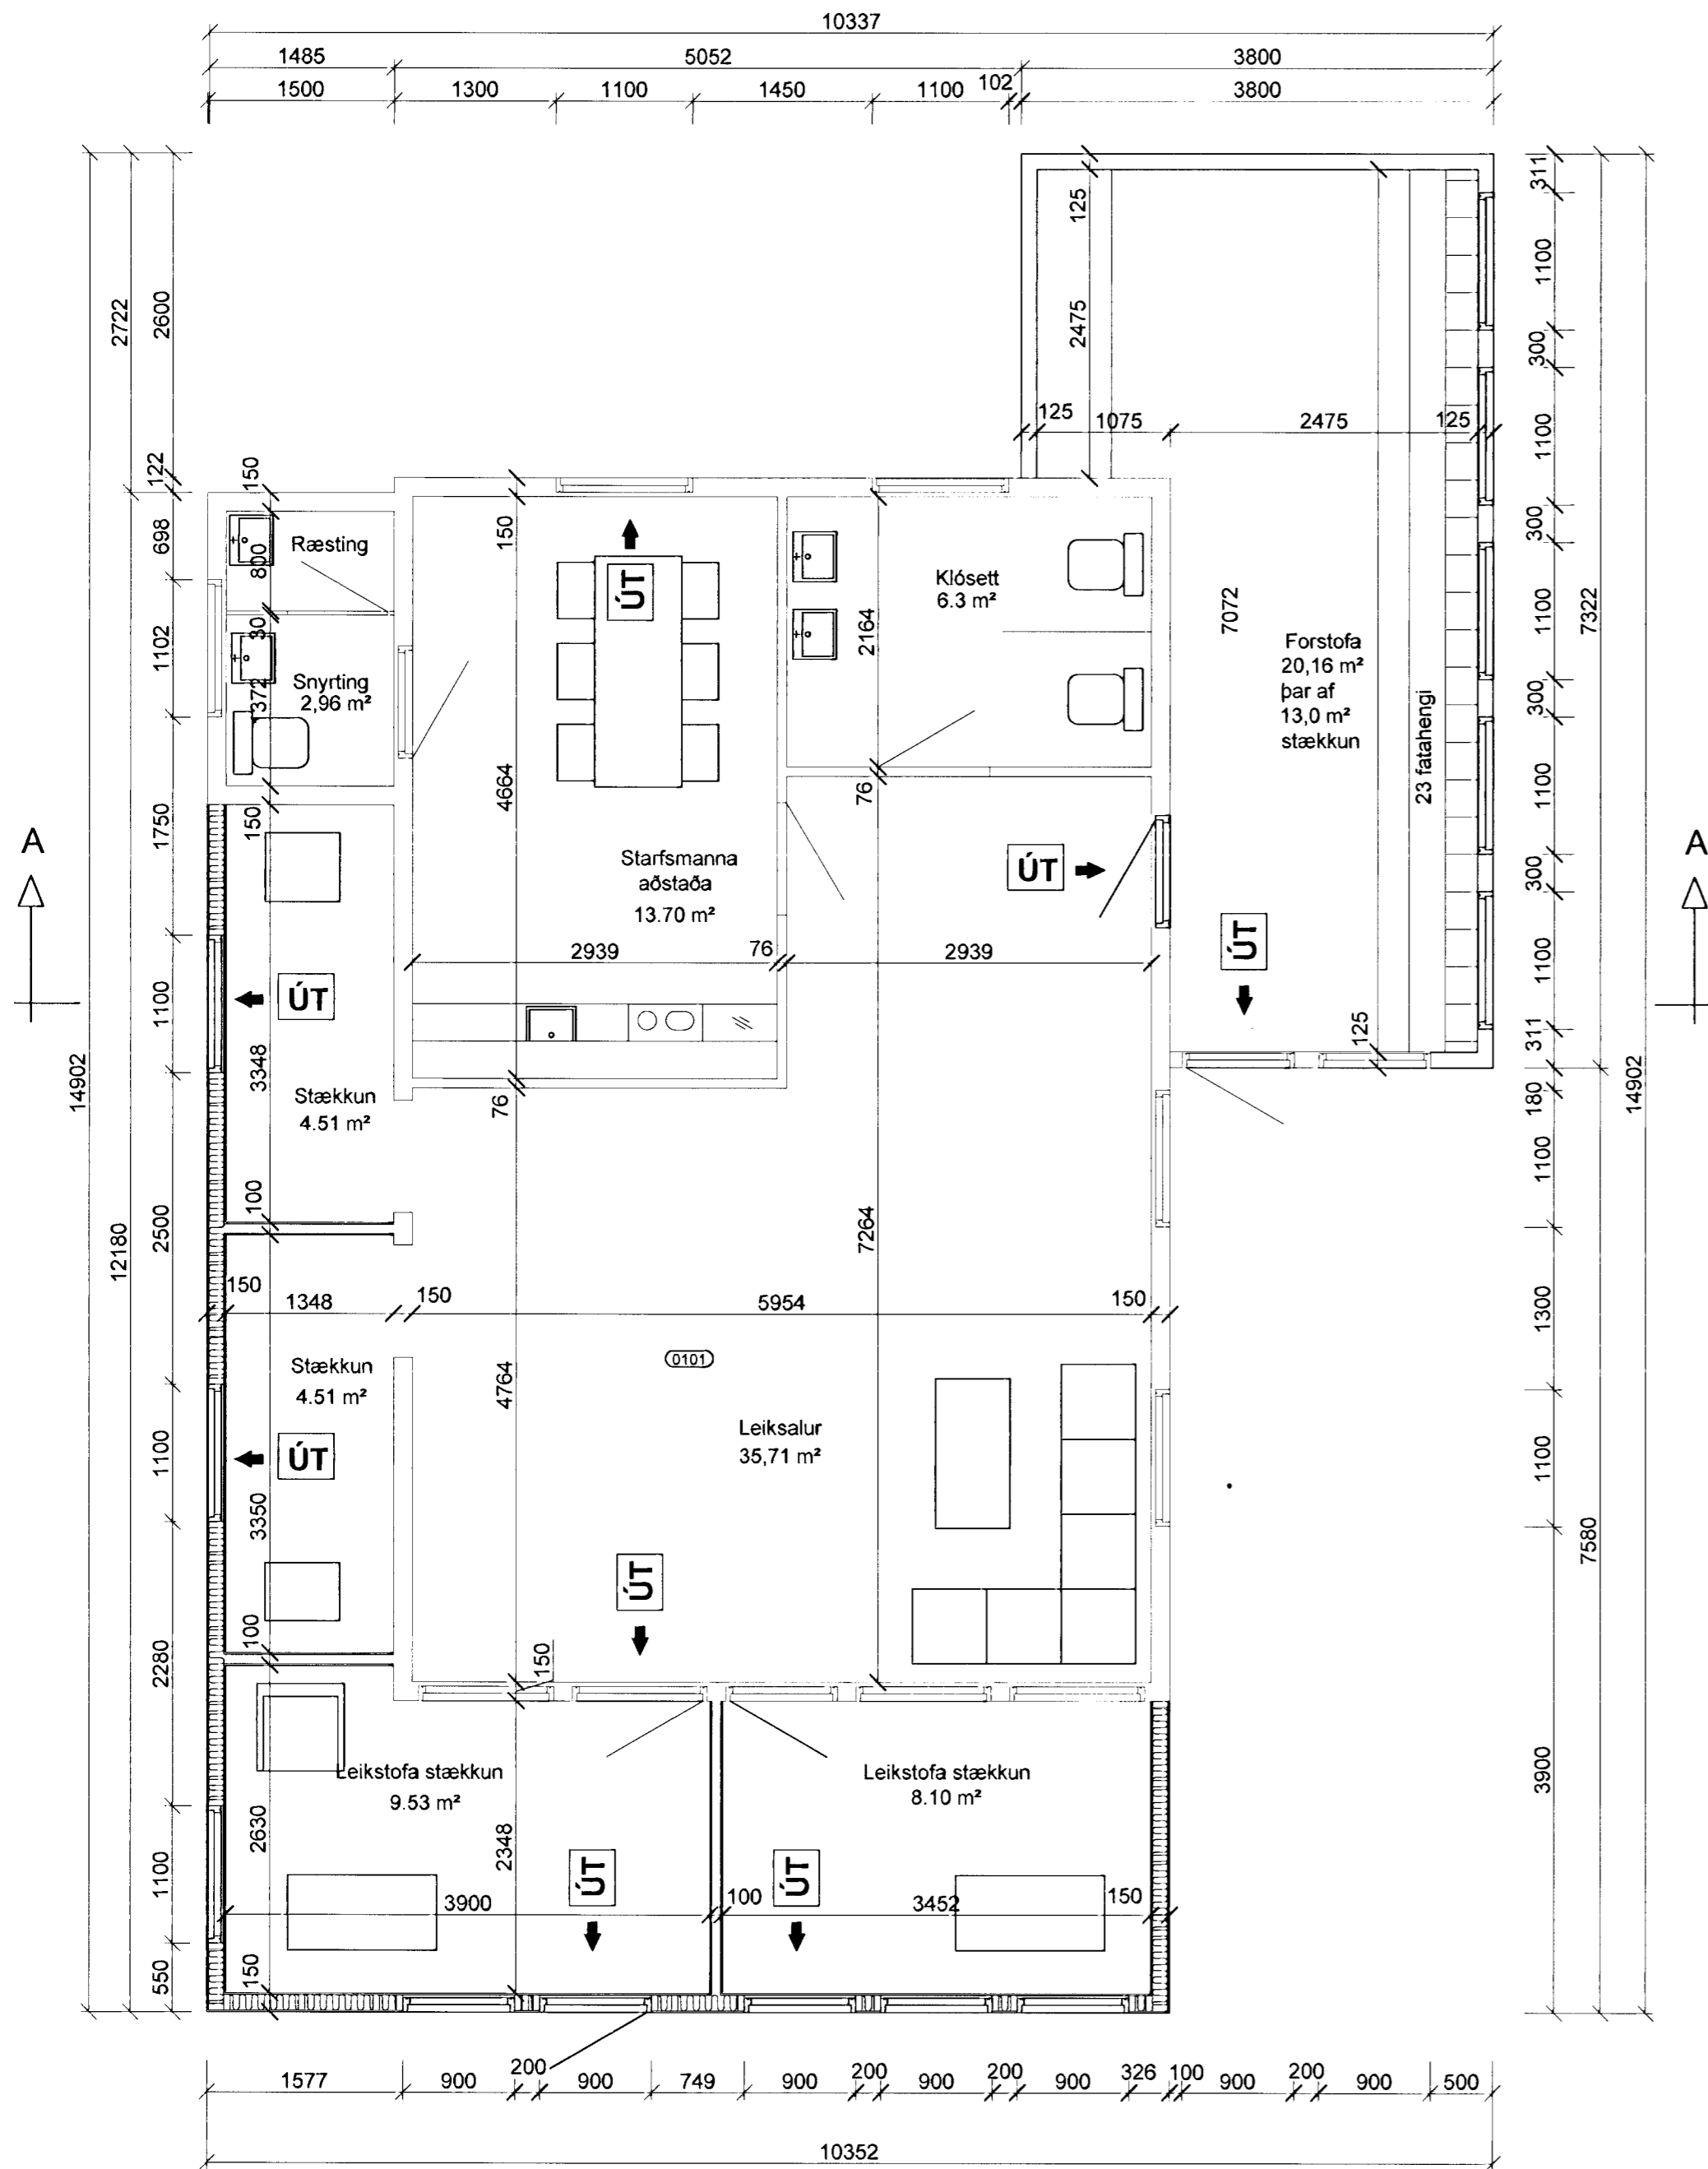 10337
1485 5052 3800
1500 1300 1100 1450 1100 102 3800
14902
2722
12180
2600
122
698
1102
1750
1100
2500
1100
2280
1100
550
311
1100
300
1100
300
1100
300
1100
300
1100
311
180
1100
1300
1100
3900
7322
7580
14902
125
2475
125 1075 2475 125
7072
125
150
800
30
372
150
3348
100
3350
100
2630
150
150
4664
76
4764
150
2348
2164
76
7264
Ræsting
Snyrting
2,96 m²
ÚT
Klósett
6.3 m²
Forstofa
20,16 m²
þar af
13,0 m²
stækkun
23 fatahengi
A
A
Starfsmanna
aðstaða
13.70 m²
ÚT
ÚT
2939 76 2939
ÚT
Stækkun
4.51 m²
150 1348 150 5954 150
0101
Stækkun
4.51 m²
ÚT
Leiksalur
35,71 m²
ÚT
Leikstofa stækkun
9.53 m²
Leikstofa stækkun
8.10 m²
ÚT
ÚT
3900 100 3452 150
1577 900 200 900 749 900 200 900 200 900 326 100 900 200 900 500
10352